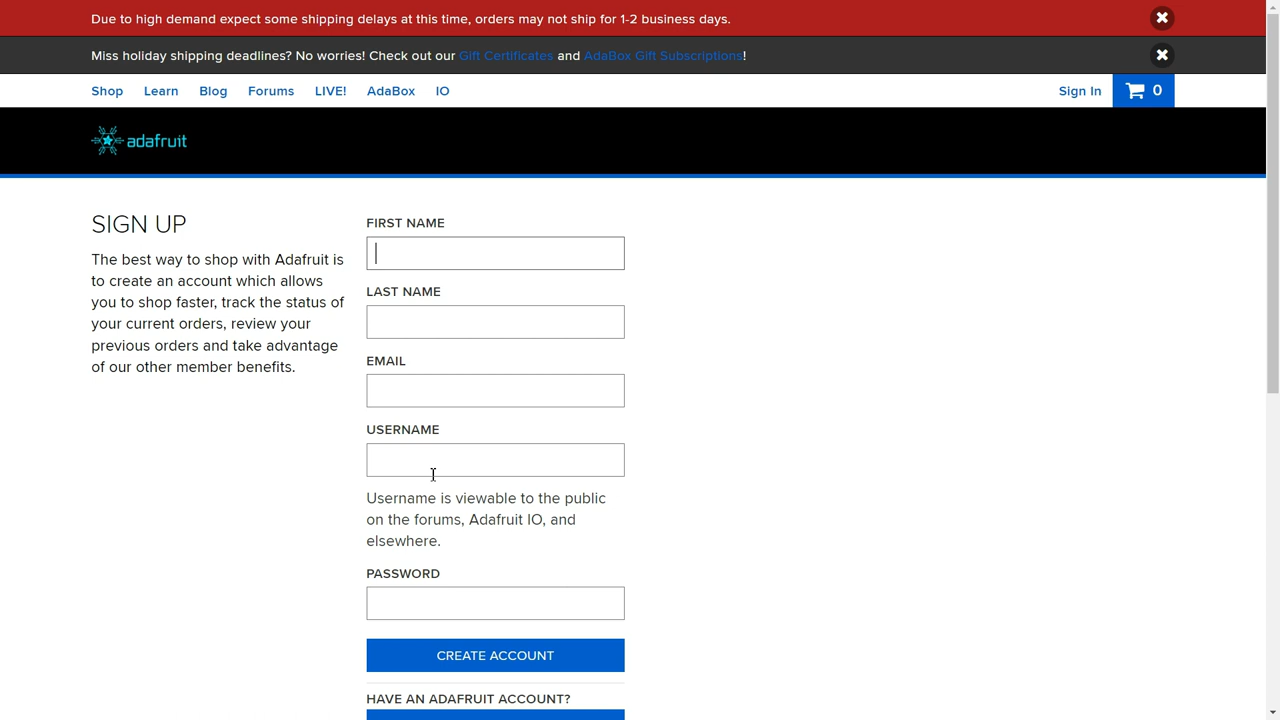 Due to high demand expect some shipping delays at this time, orders may not ship for 1-2 business days.
Miss holiday shipping deadlines? No worries! Check out our Gift Certificates and AdaBox Gift Subscriptions!
Shop Learn Blog Forums LIVE! AdaBox IO Sign In 0
adafruit
SIGN UP
The best way to shop with Adafruit is
to create an account which allows
you to shop faster, track the status of
your current orders, review your
previous orders and take advantage
of our other member benefits.
FIRST NAME
LAST NAME
EMAIL
USERNAME
Username is viewable to the public
on the forums, Adafruit IO, and
elsewhere.
PASSWORD
CREATE ACCOUNT
HAVE AN ADAFRUIT ACCOUNT?